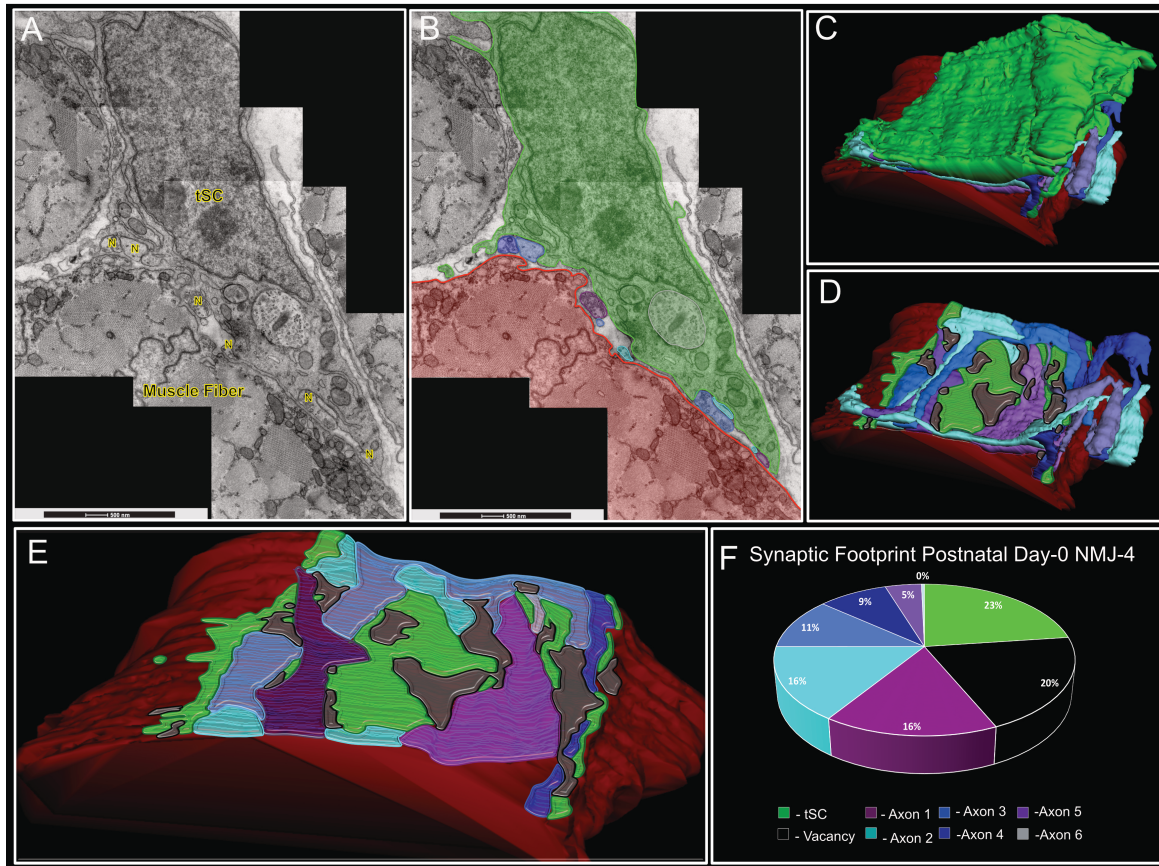 A
tSC
N
N
N
N
N
N
Muscle Fiber
500 nm
B
500 nm
C
D
E
F Synaptic Footprint Postnatal Day-0 NMJ-4
0%
5%
9%
23%
11%
16%
20%
16%
- tSC
- Axon 1
- Axon 3
-Axon 5
- Vacancy
- Axon 2
-Axon 4
-Axon 6